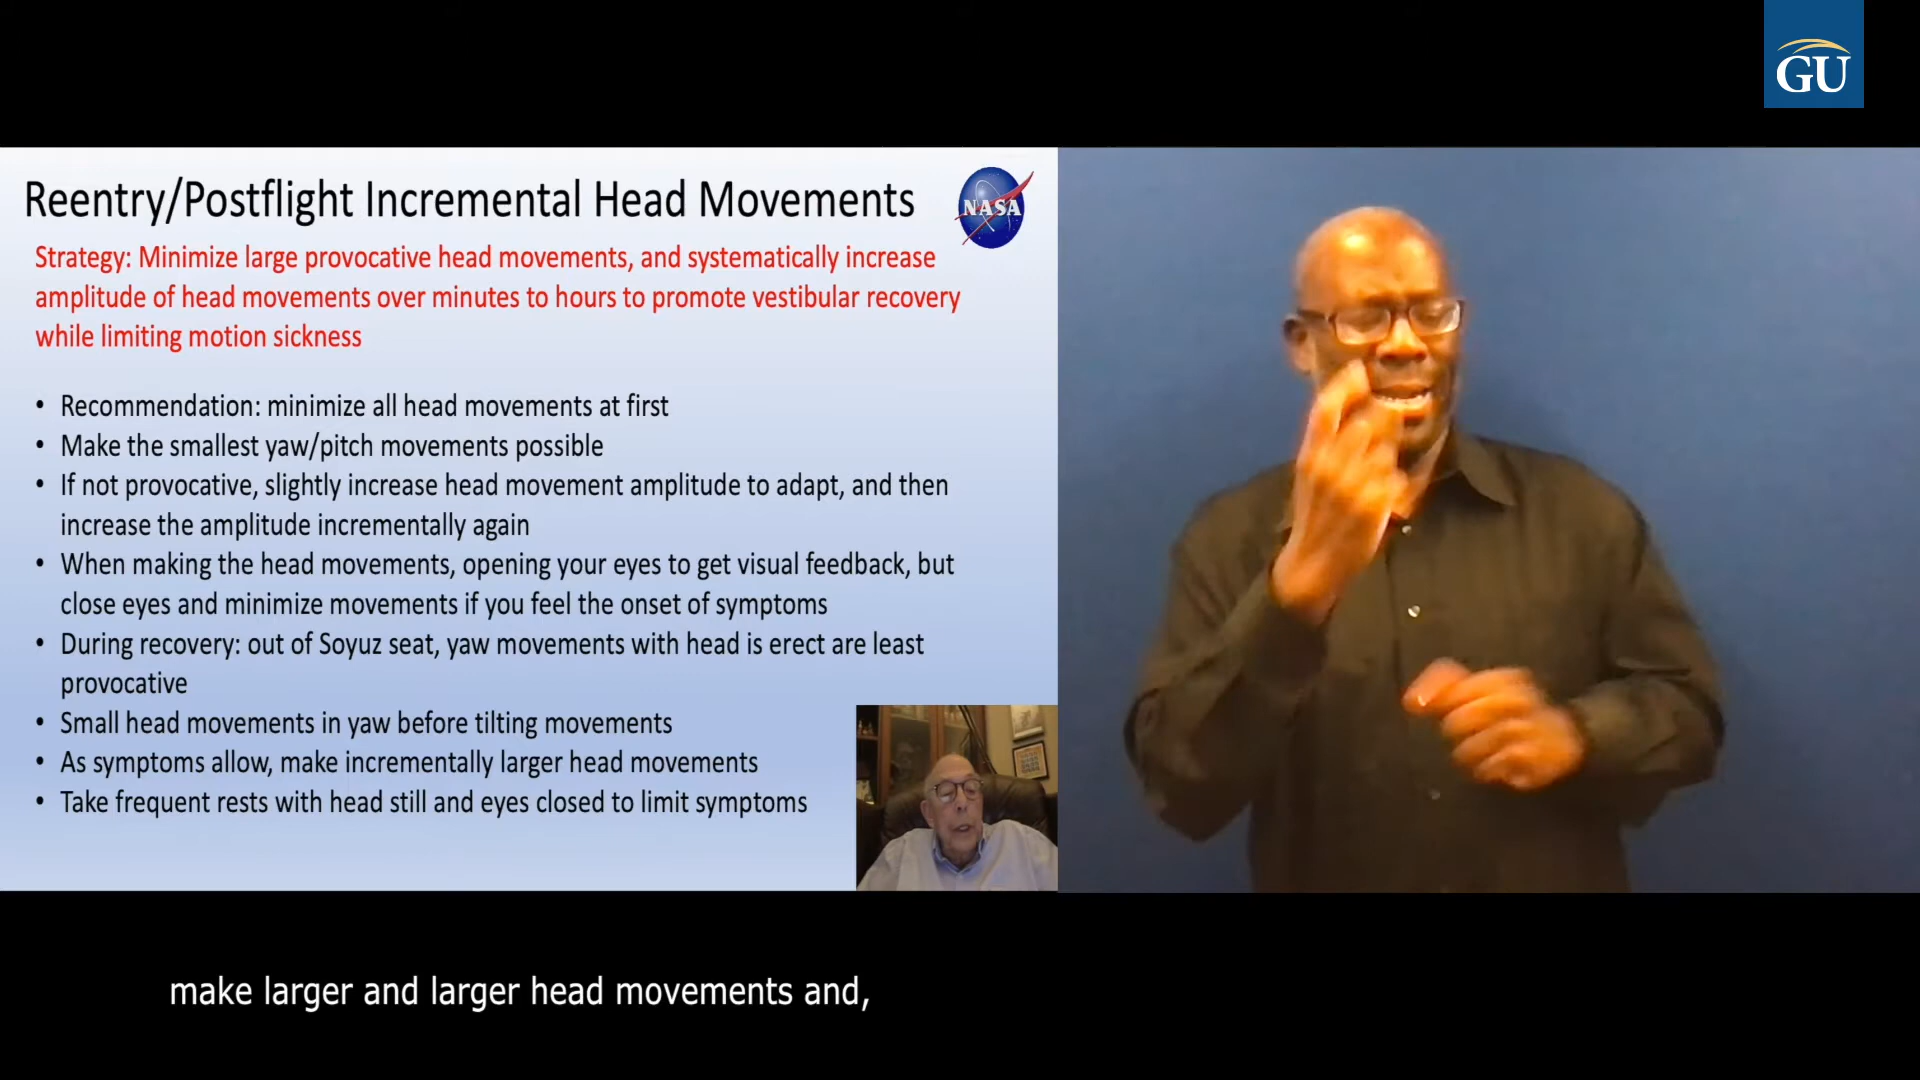 GU
Reentry/Postflight Incremental Head Movements
NASA
Strategy: Minimize large provocative head movements, and systematically increase
amplitude of head movements over minutes to hours to promote vestibular recovery
while limiting motion sickness
• Recommendation: minimize all head movements at first
• Make the smallest yaw/pitch movements possible
• If not provocative, slightly increase head movement amplitude to adapt, and then
increase the amplitude incrementally again
• When making the head movements, opening your eyes to get visual feedback, but
close eyes and minimize movements if you feel the onset of symptoms
• During recovery: out of Soyuz seat, yaw movements with head is erect are least
provocative
• Small head movements in yaw before tilting movements
• As symptoms allow, make incrementally larger head movements
• Take frequent rests with head still and eyes closed to limit symptoms
make larger and larger head movements and,